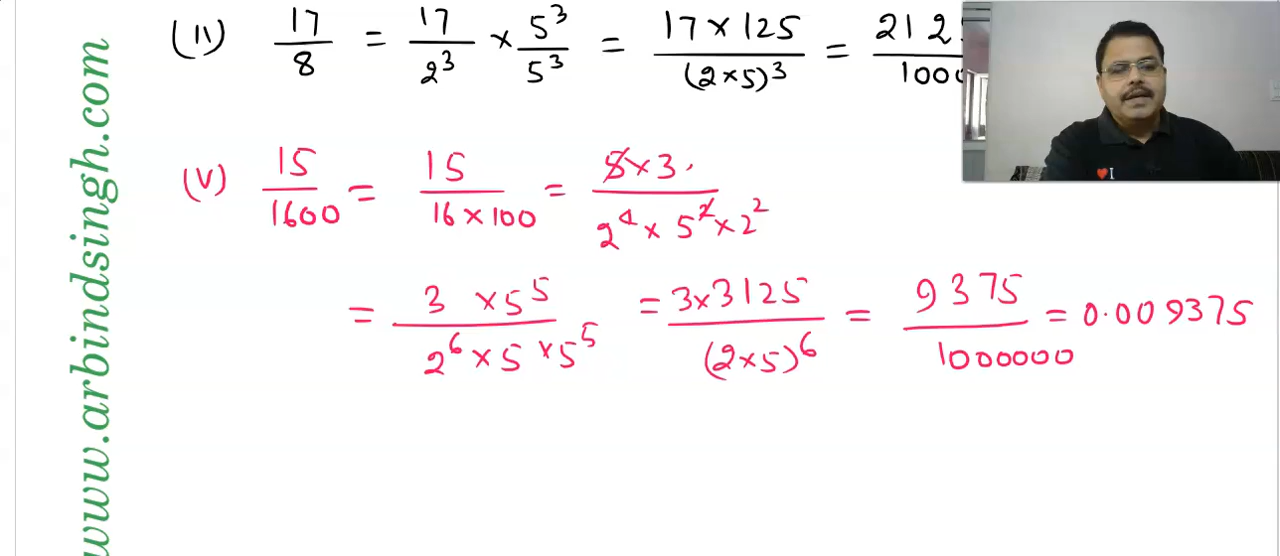 (II) 17/8 = 17/2³ × 5³/5³ = 17 × 125/(2 × 5)³ = 212/1000
(V) 15/1600 = 15/16 × 100 = 5 × 3/2⁴ × 5² × 2²
= 3 × 5⁵/2⁶ × 5 × 5⁵ = 3 × 3125/(2 × 5)⁶ = 9375/1000000 = 0.009375
www.arbindsingh.com
I